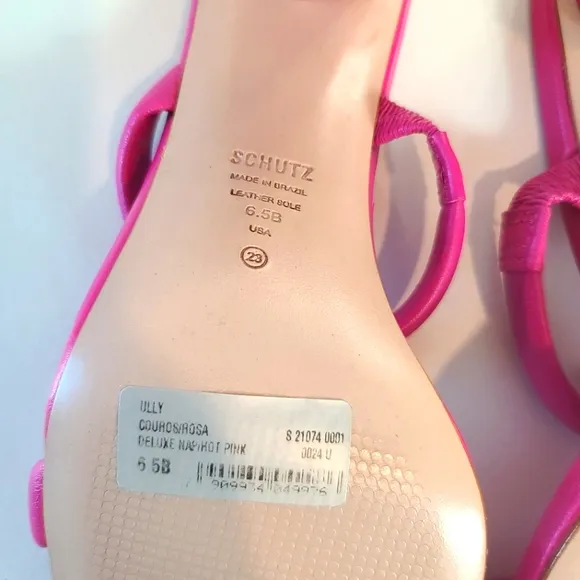 SCHUTZ
MADE IN BRAZIL
LEATHER SOLE
6.5B
USA
23
ULLY
COUROS/ROSA S 21074 0001
DELUXE NAP/HOT PINK 0024 U
6 5B